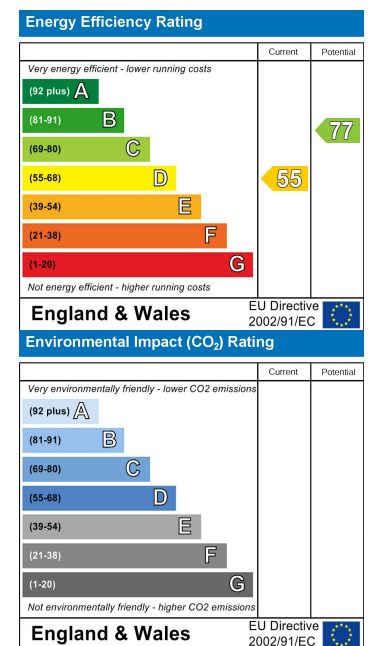 Energy Efficiency Rating
Current Potential
Very energy efficient - lower running costs
(92 plus) A
(81-91) B
(69-80) C
(55-68) D
(39-54) E
(21-38) F
(1-20) G
77
55
Not energy efficient - higher running costs
England & Wales
EU Directive
2002/91/EC
Environmental Impact (CO₂) Rating
Current Potential
Very environmentally friendly - lower CO2 emissions
(92 plus) A
(81-91) B
(69-80) C
(55-68) D
(39-54) E
(21-38) F
(1-20) G
Not environmentally friendly - higher CO2 emissions
England & Wales
EU Directive
2002/91/EC